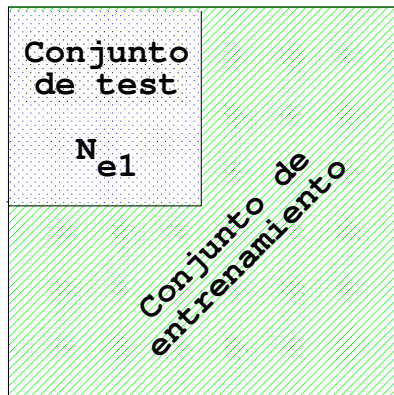 Conjunto
de test
Ne1
Conjunto de
entrenamiento